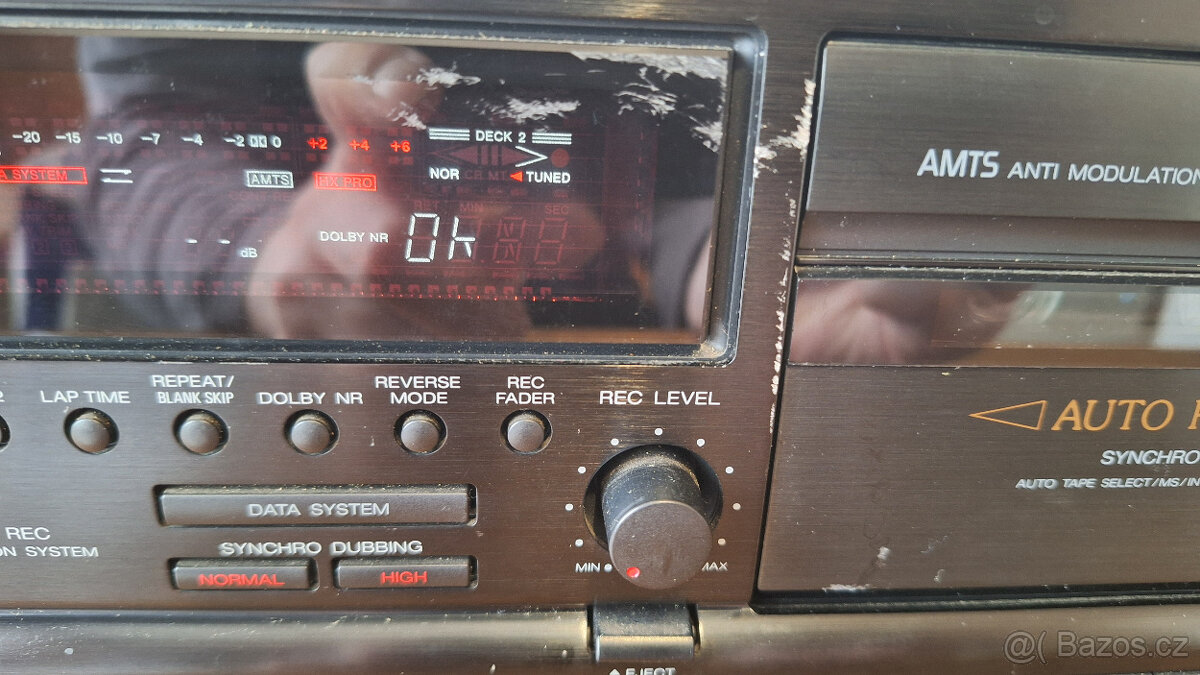 -20 -15 -10 -7 -4 -2 0 +2 +4 +6
DECK 2
A SYSTEM AMTS HX PRO
NOR TUNED
DOLBY NR 0k
-- dB
AMTS ANTI MODULATION
2 LAP TIME
REPEAT/
BLANK SKIP
DOLBY NR
REVERSE
MODE
REC
FADER
REC LEVEL
MIN MAX
DATA SYSTEM
REC
ON SYSTEM
SYNCHRO DUBBING
NORMAL HIGH
EJECT
AUTO
SYNCHRO
AUTO TAPE SELECT/MS/IN
@ Bazos.cz